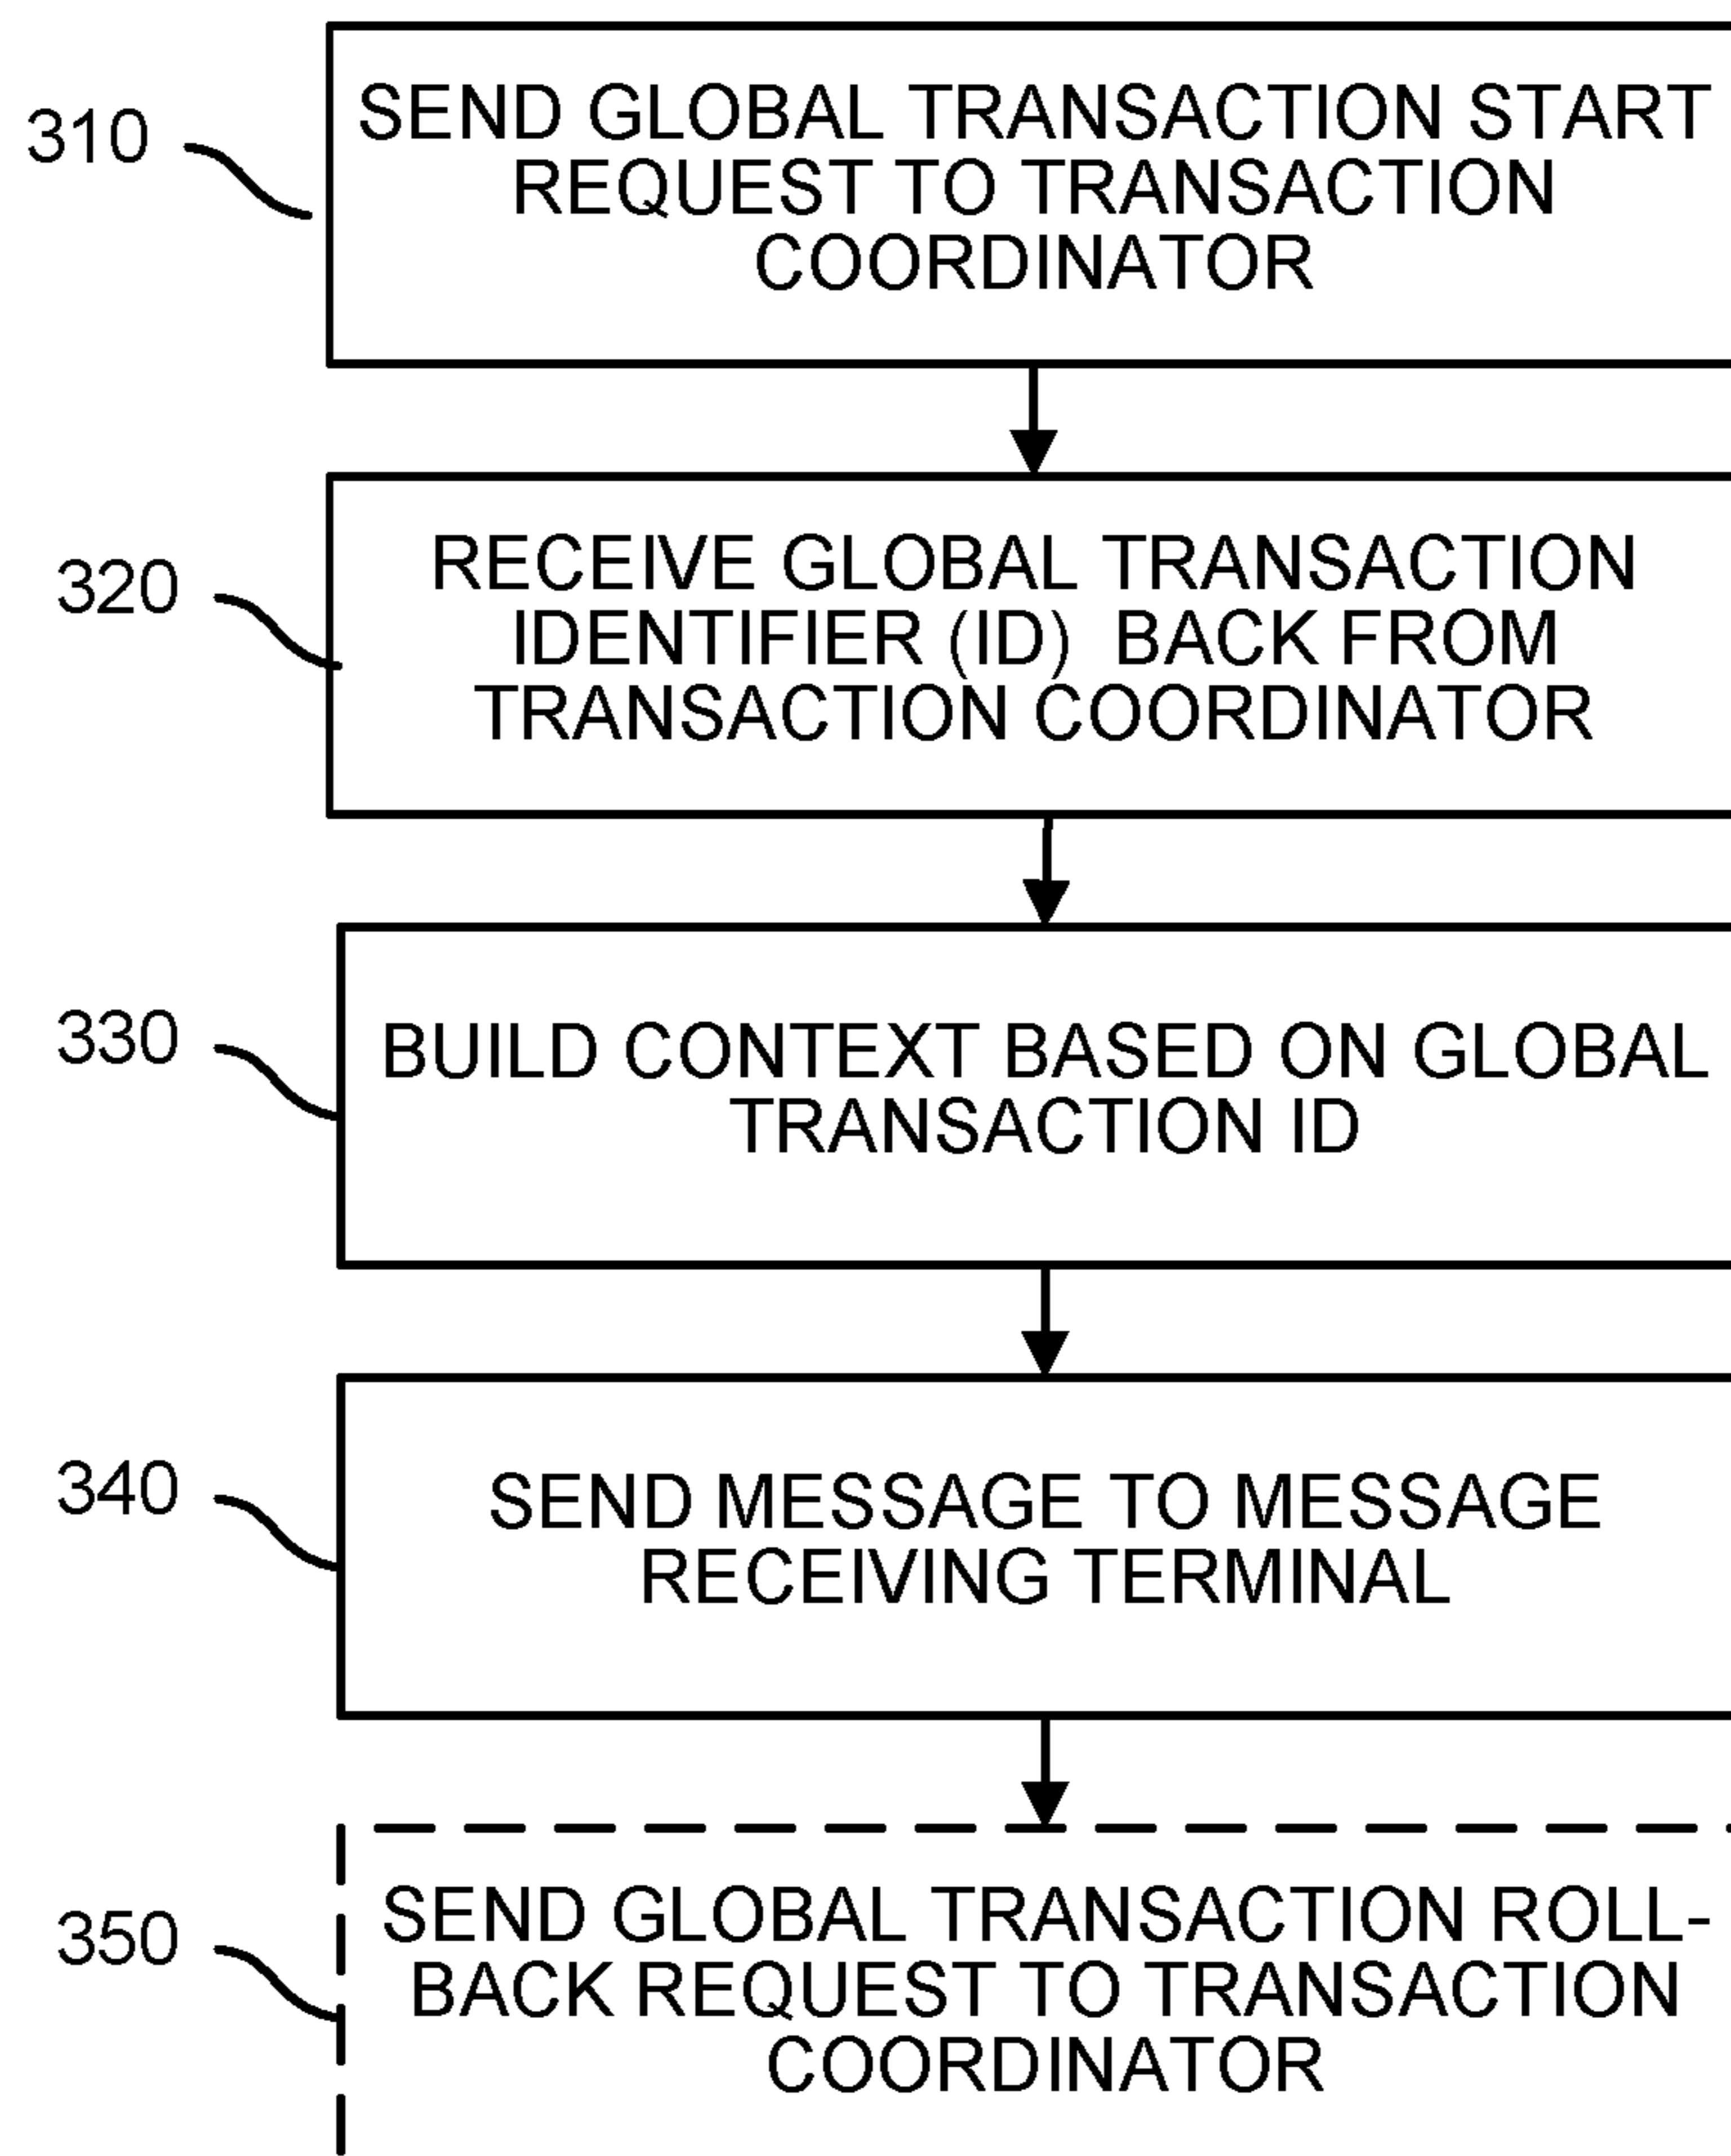 310
SEND GLOBAL TRANSACTION START
REQUEST TO TRANSACTION
COORDINATOR
320
RECEIVE GLOBAL TRANSACTION
IDENTIFIER (ID) BACK FROM
TRANSACTION COORDINATOR
330
BUILD CONTEXT BASED ON GLOBAL
TRANSACTION ID
340
SEND MESSAGE TO MESSAGE
RECEIVING TERMINAL
350
SEND GLOBAL TRANSACTION ROLL-
BACK REQUEST TO TRANSACTION
COORDINATOR